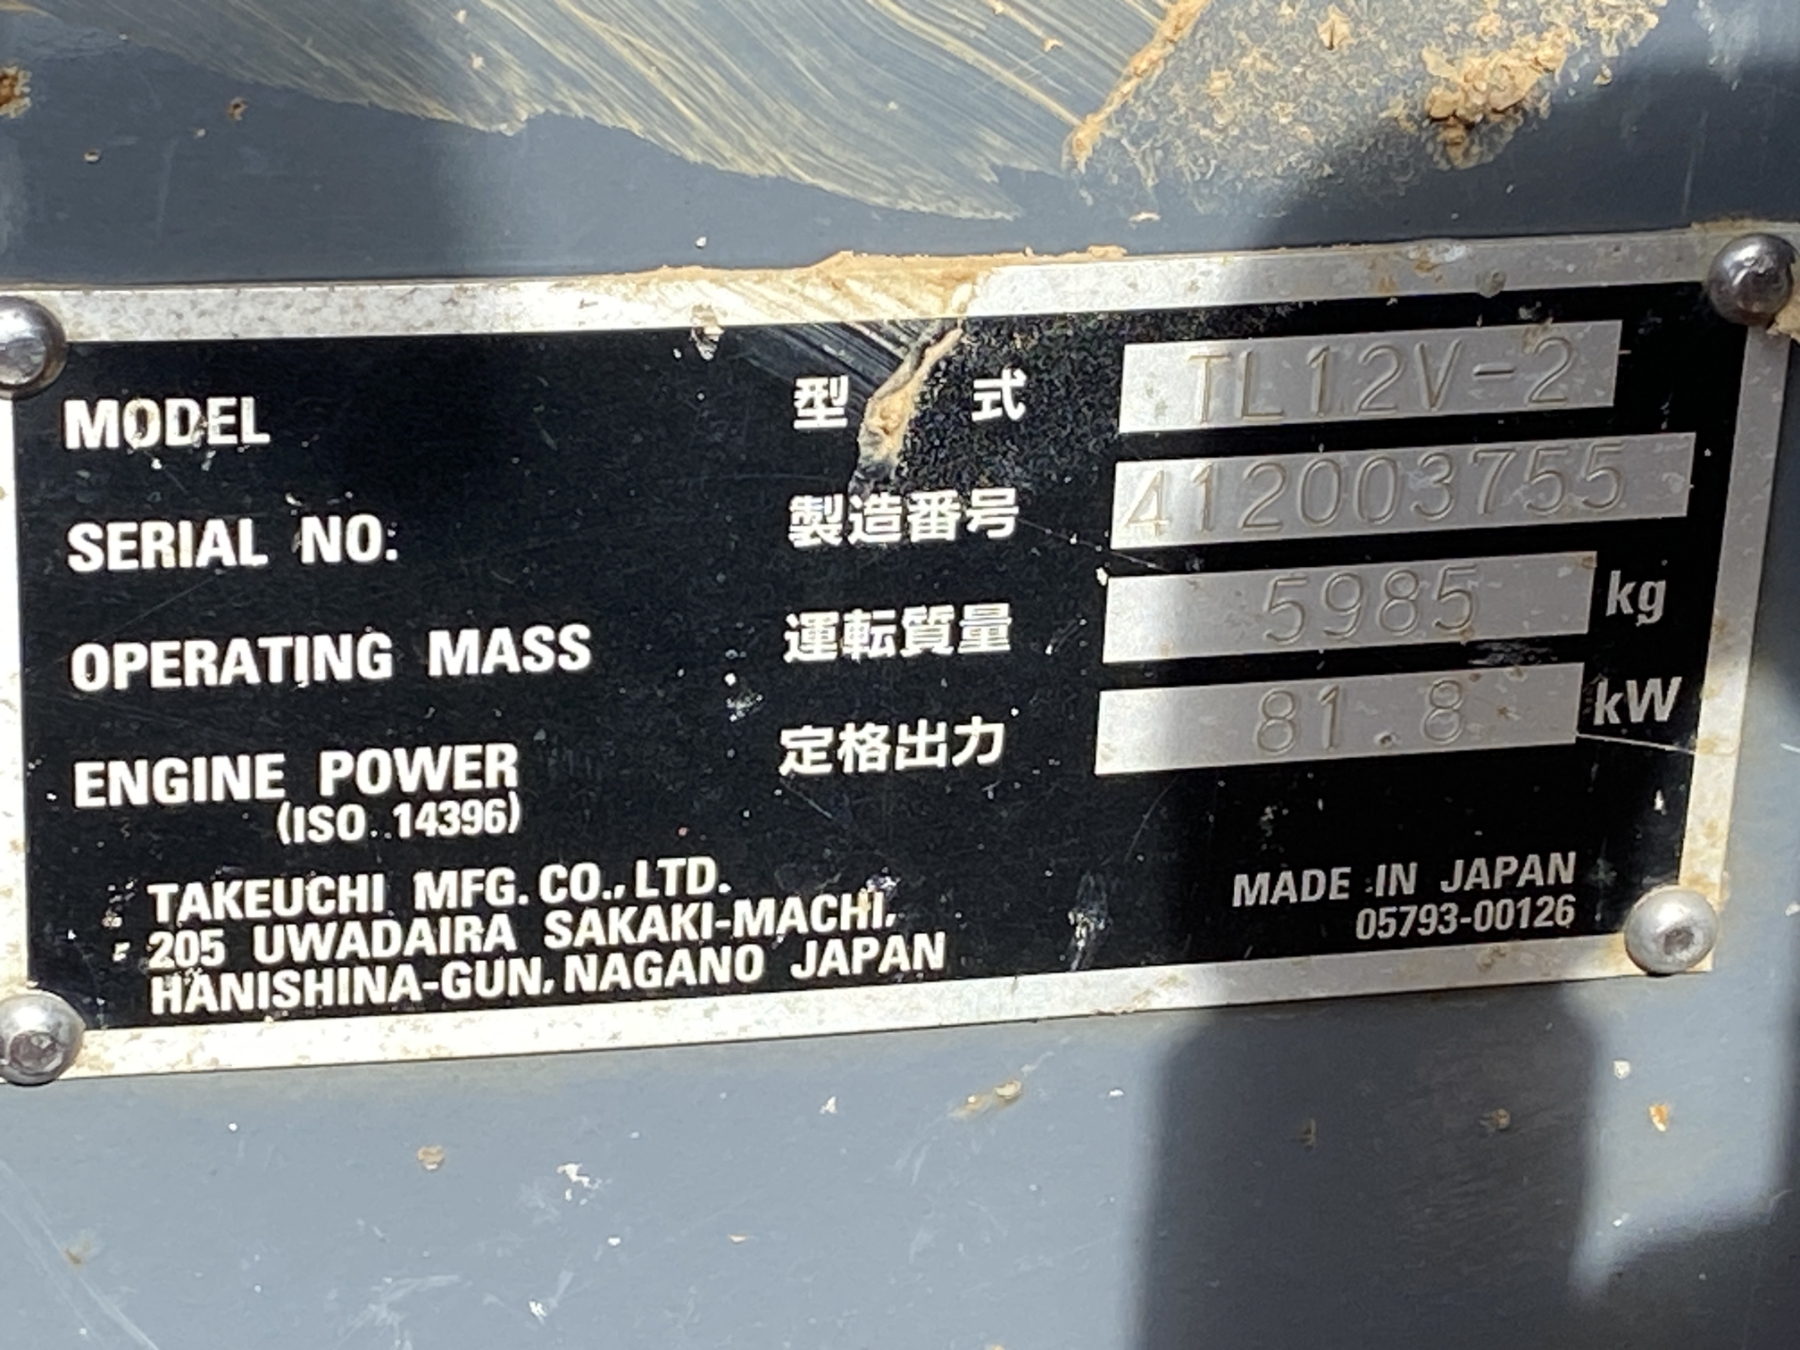 MODEL 型 式 TL12V-2
SERIAL NO. 製造番号 412003755
OPERATING MASS 運転質量 5985 kg
ENGINE POWER 定格出力 81.8 kW
(ISO 14396)
TAKEUCHI MFG. CO., LTD.
205 UWADAIRA SAKAKI-MACHI,
HANISHINA-GUN, NAGANO JAPAN
MADE IN JAPAN
05793-00126